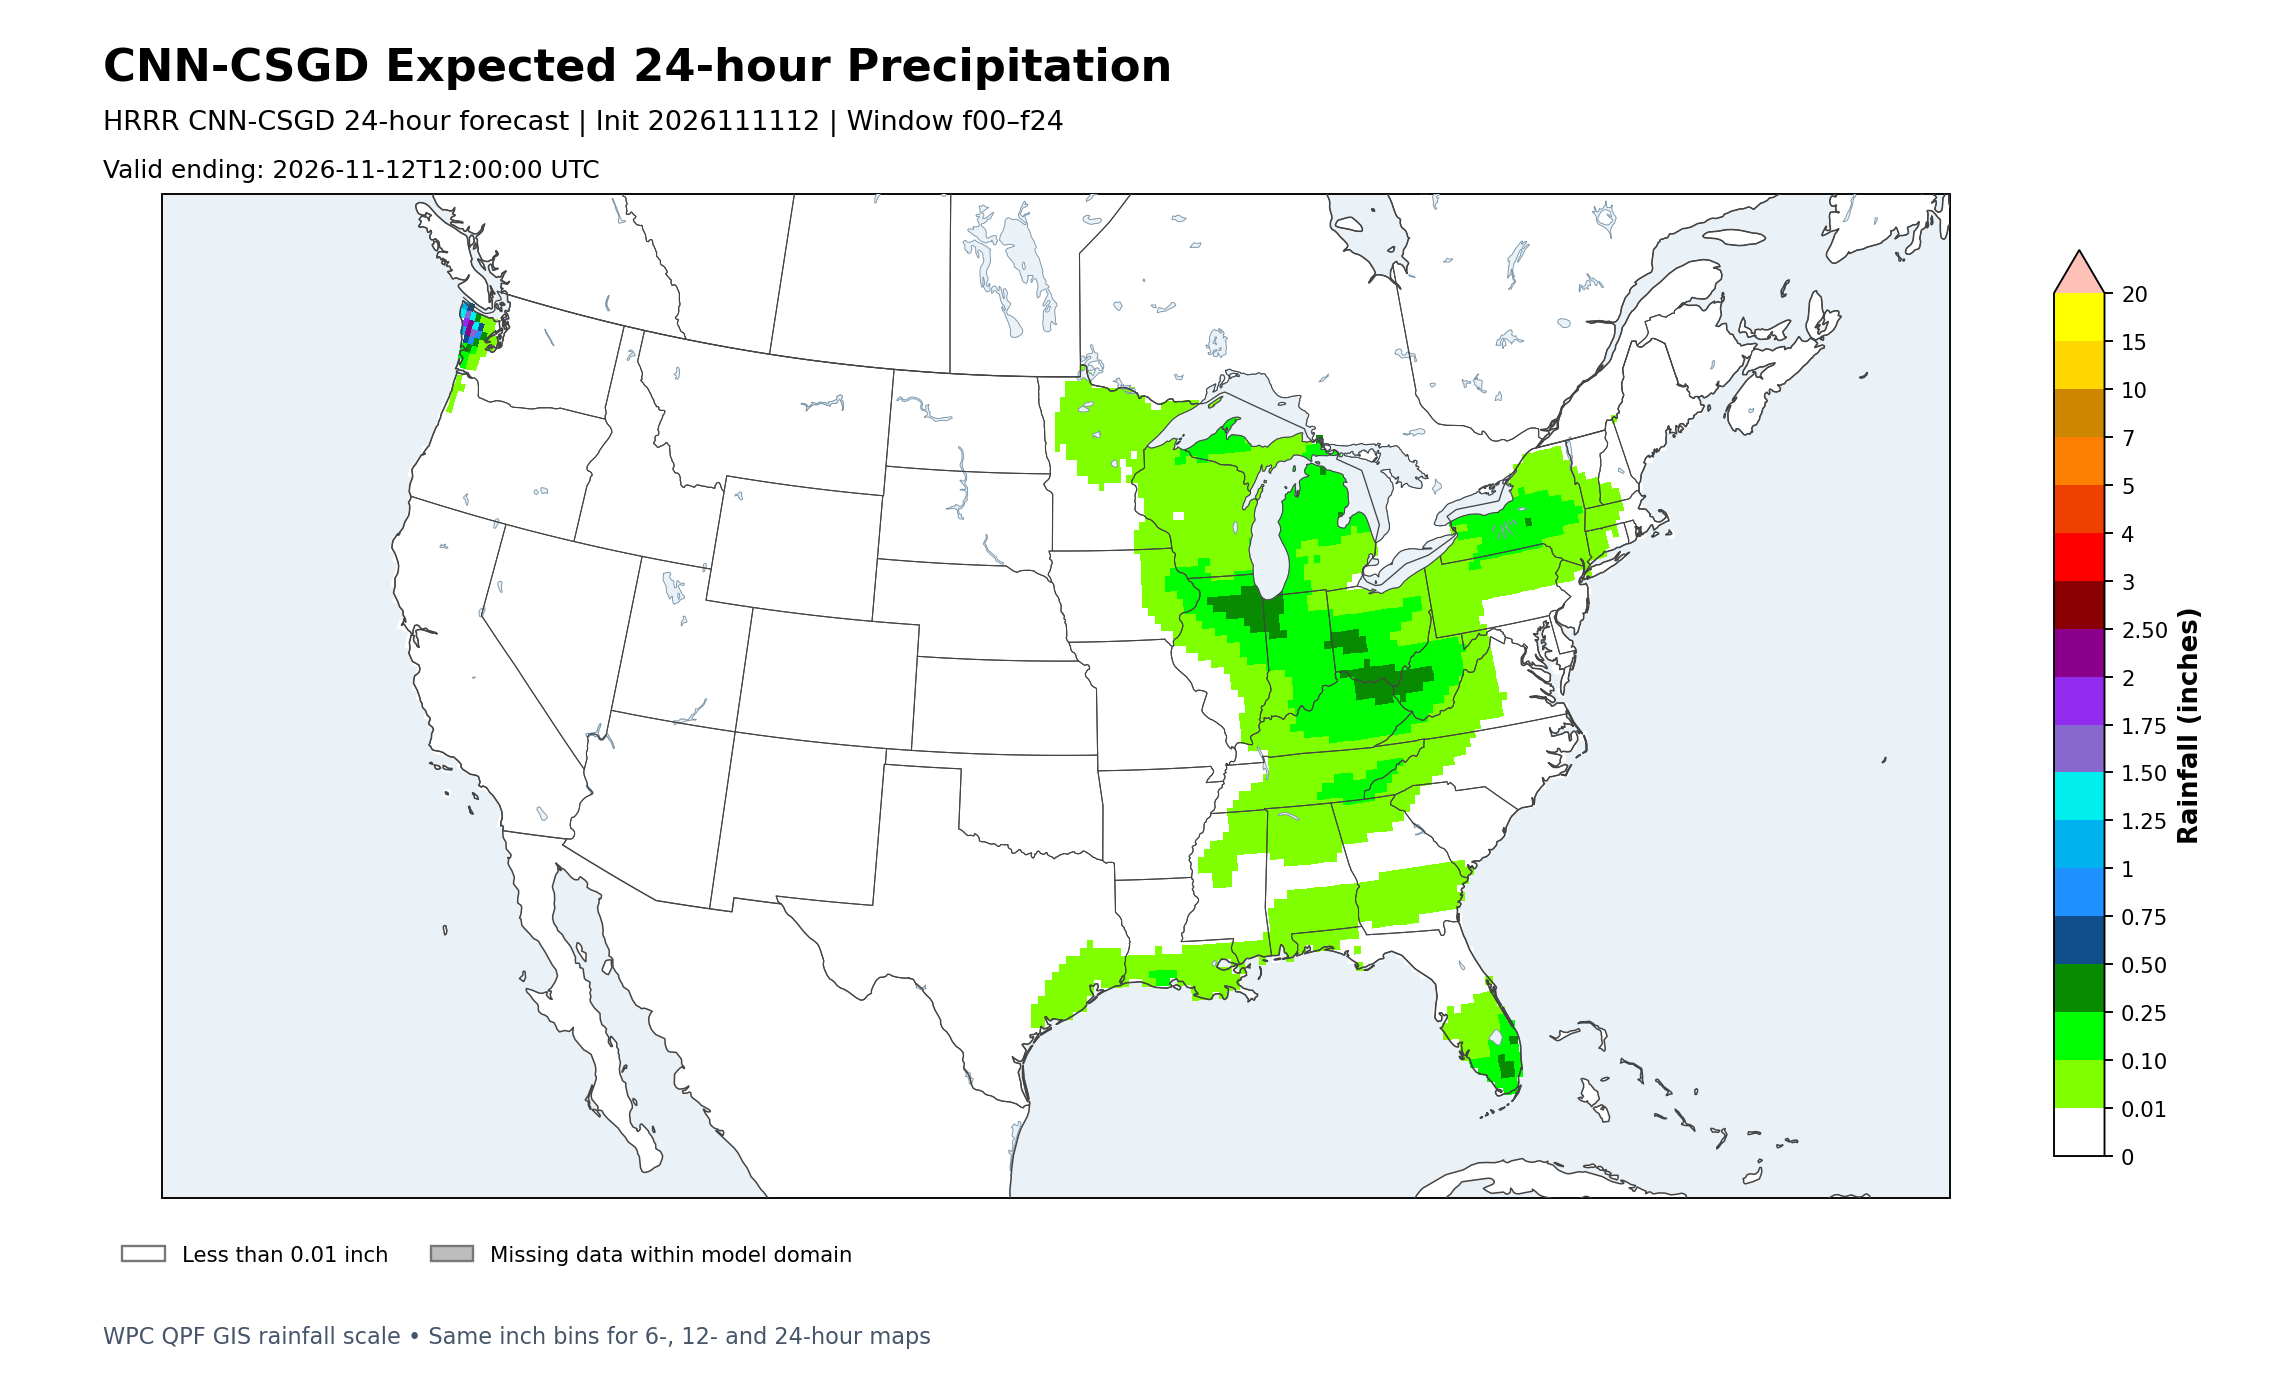 CNN-CSGD Expected 24-hour Precipitation
HRRR CNN-CSGD 24-hour forecast | Init 2026111112 | Window f00–f24
Valid ending: 2026-11-12T12:00:00 UTC
20
15
10
7
5
4
3
2.50
2
1.75
1.50
1.25
1
0.75
0.50
0.25
0.10
0.01
0
Rainfall (inches)
Less than 0.01 inch
Missing data within model domain
WPC QPF GIS rainfall scale • Same inch bins for 6-, 12- and 24-hour maps